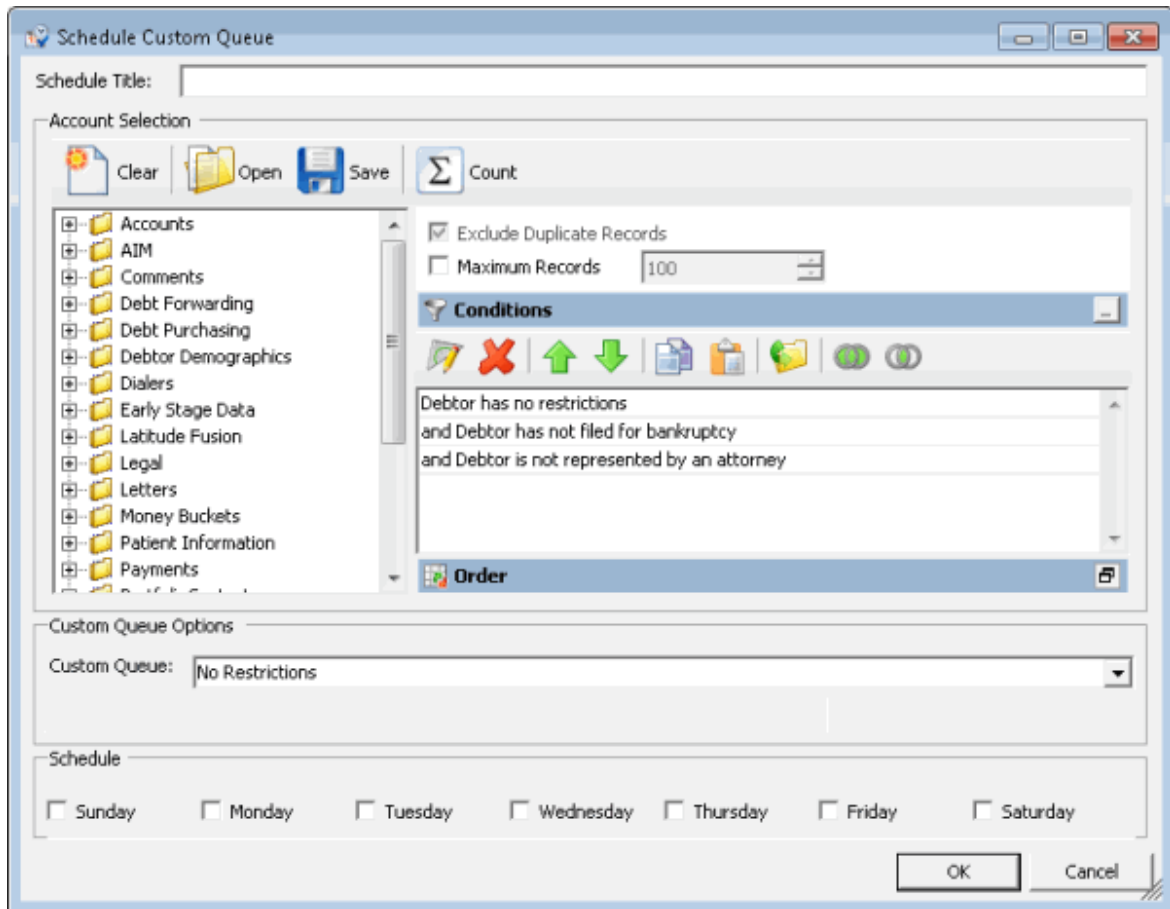 Schedule Custom Queue
Schedule Title:
Account Selection
Clear Open Save Σ Count
Accounts
AIM
Comments
Debt Forwarding
Debt Purchasing
Debtor Demographics
Dialers
Early Stage Data
Latitude Fusion
Legal
Letters
Money Buckets
Patient Information
Payments
Exclude Duplicate Records
Maximum Records 100
Conditions
Debtor has no restrictions
and Debtor has not filed for bankruptcy
and Debtor is not represented by an attorney
Order
Custom Queue Options
Custom Queue: No Restrictions
Schedule
Sunday Monday Tuesday Wednesday Thursday Friday Saturday
OK Cancel